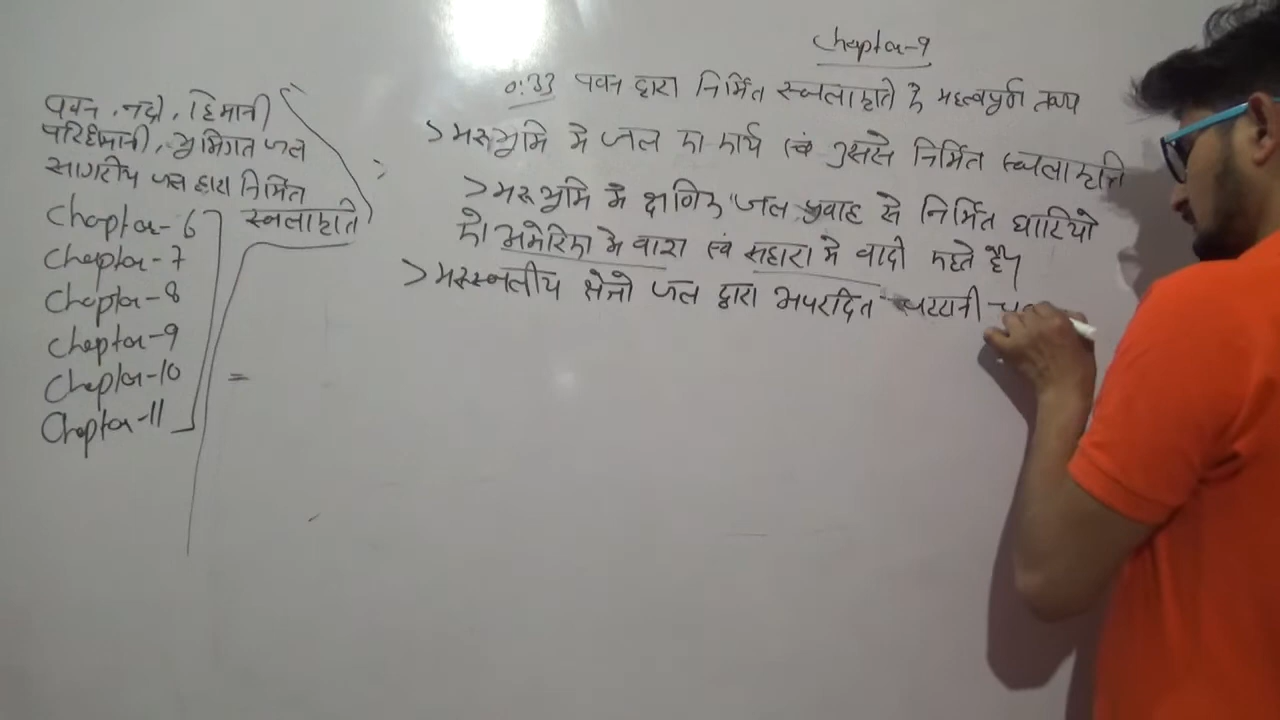 पवन, नदी, हिमानी
परिहिमानी, भूमिगत जल
सागरीय जल द्वारा निर्मित
स्थलाकृति
Chapter-6
Chapter-7
Chapter-8
Chapter-9
Chapter-10
Chapter-11
=
Chapter-9
0:33 पवन द्वारा निर्मित स्थलाकृति के महत्वपूर्ण तथ्य
> मरूभूमि मे जल का कार्य एवं उससे निर्मित स्थलाकृति
> मरूभूमि मे क्षणिक जल प्रवाह से निर्मित घाटियो
को अमेरिका मे वाश एवं सहारा मे वादी कहते है।
> मरूस्थलीय क्षेत्रो जल द्वारा अपरदित चट्टानी